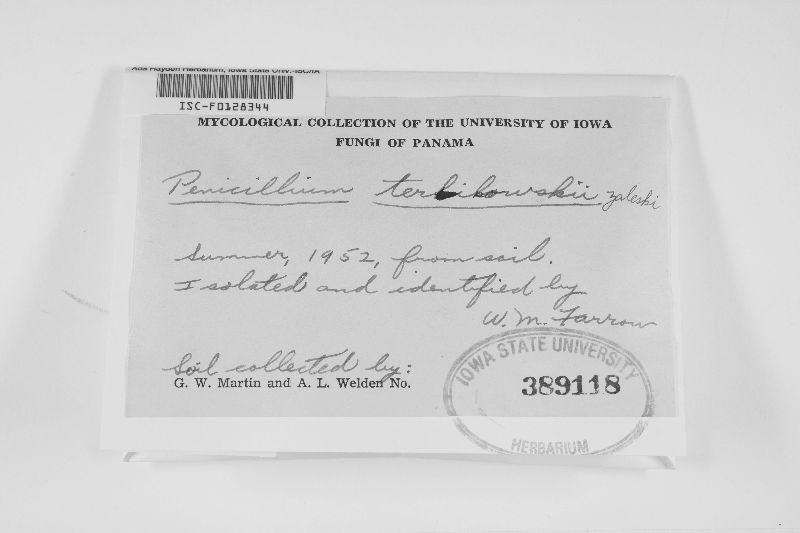 Ada Hayden Herbarium, Iowa State Univ.-ISC/IA
ISC-F0128344
MYCOLOGICAL COLLECTION OF THE UNIVERSITY OF IOWA
FUNGI OF PANAMA
Penicillium terlikowskii Zaleski
Summer, 1952, from soil.
Isolated and identified by
W. M. Farrow
Soil collected by:
G. W. Martin and A. L. Welden No.
IOWA STATE UNIVERSITY
389118
HERBARIUM